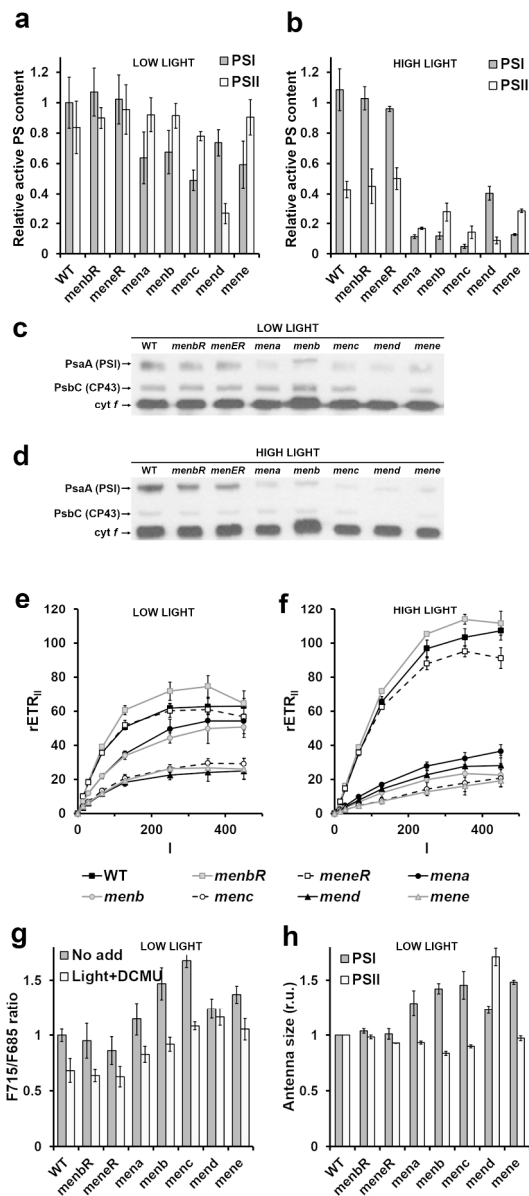 a
LOW LIGHT
PSI
PSII
Relative active PS content
1.2
1
0.8
0.6
0.4
0.2
0
WT menbR meneR mena menb menc mend mene
b
HIGH LIGHT
PSI
PSII
Relative active PS content
1.2
1
0.8
0.6
0.4
0.2
0
WT menbR meneR mena menb menc mend mene
c
LOW LIGHT
WT menbR menER mena menb menc mend mene
PsaA (PSI)
PsbC (CP43)
cyt f
d
HIGH LIGHT
WT menbR menER mena menb menc mend mene
PsaA (PSI)
PsbC (CP43)
cyt f
e
LOW LIGHT
rETRII
120
100
80
60
40
20
0
0 200 400
I
f
HIGH LIGHT
rETRII
120
100
80
60
40
20
0
0 200 400
I
WT menbR meneR mena
menb menc mend mene
g
LOW LIGHT
No add
Light+DCMU
F715/F685 ratio
1.5
1
0.5
0
WT menbR meneR mena menb menc mend mene
h
LOW LIGHT
PSI
PSII
Antenna size (r.u.)
1.5
1
0.5
0
WT menbR meneR mena menb menc mend mene